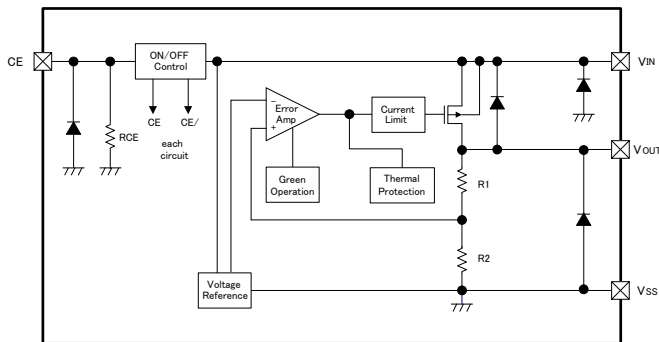 CE
ON/OFF
Control
VIN
CE
CE/
each
circuit
RCE
−
Error
Amp
+
Current
Limit
VOUT
Green
Operation
Thermal
Protection
R1
R2
Voltage
Reference
VSS